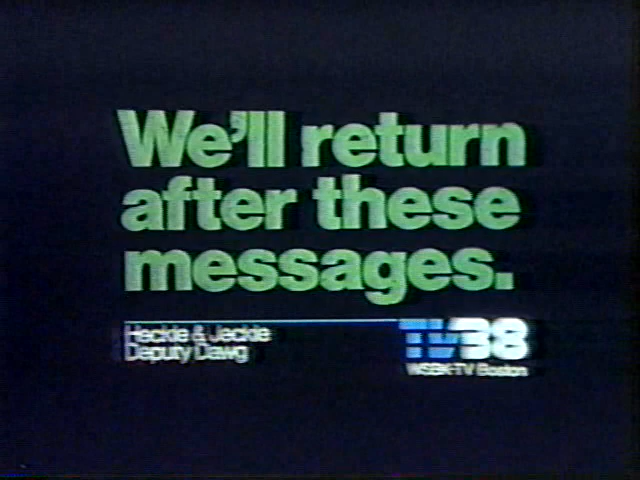 We'll return
after these
messages.
Heckle & Jeckle
Deputy Dawg
TV38
WSBK-TV Boston